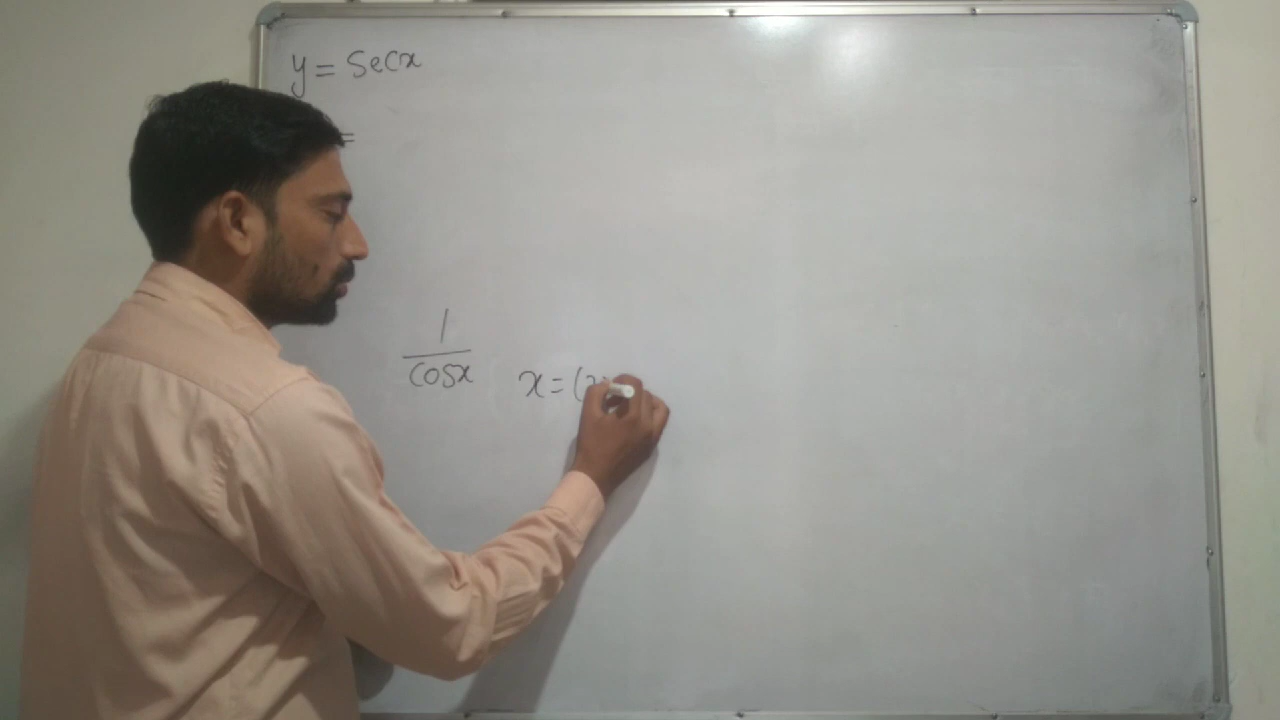 y = Secx
=
1
cosx
x = (2